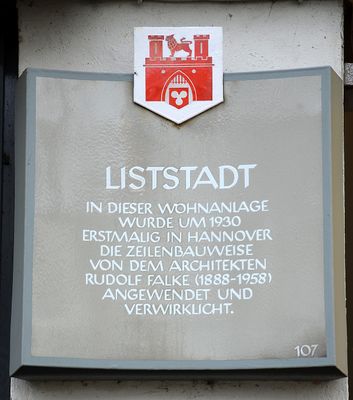 LISTSTADT
IN DIESER WOHNANLAGE
WURDE UM 1930
ERSTMALIG IN HANNOVER
DIE ZEILENBAUWEISE
VON DEM ARCHITEKTEN
RUDOLF FALKE (1888-1958)
ANGEWENDET UND
VERWIRKLICHT.
107